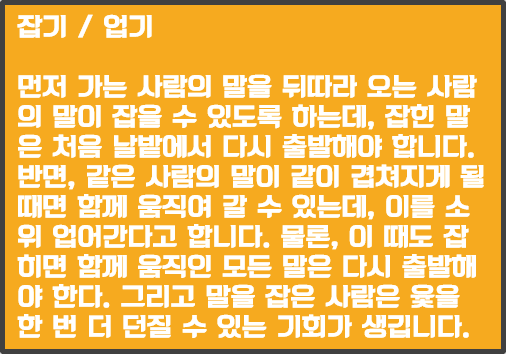 잡기 / 업기
먼저 가는 사람의 말을 뒤따라 오는 사람
의 말이 잡을 수 있도록 하는데, 잡힌 말
은 처음 날밭에서 다시 출발해야 합니다.
반면, 같은 사람의 말이 같이 겹쳐지게 될
때면 함께 움직여 갈 수 있는데, 이를 소
위 업어간다고 합니다. 물론, 이 때도 잡
히면 함께 움직인 모든 말은 다시 출발해
야 한다. 그리고 말을 잡은 사람은 윷을
한 번 더 던질 수 있는 기회가 생깁니다.